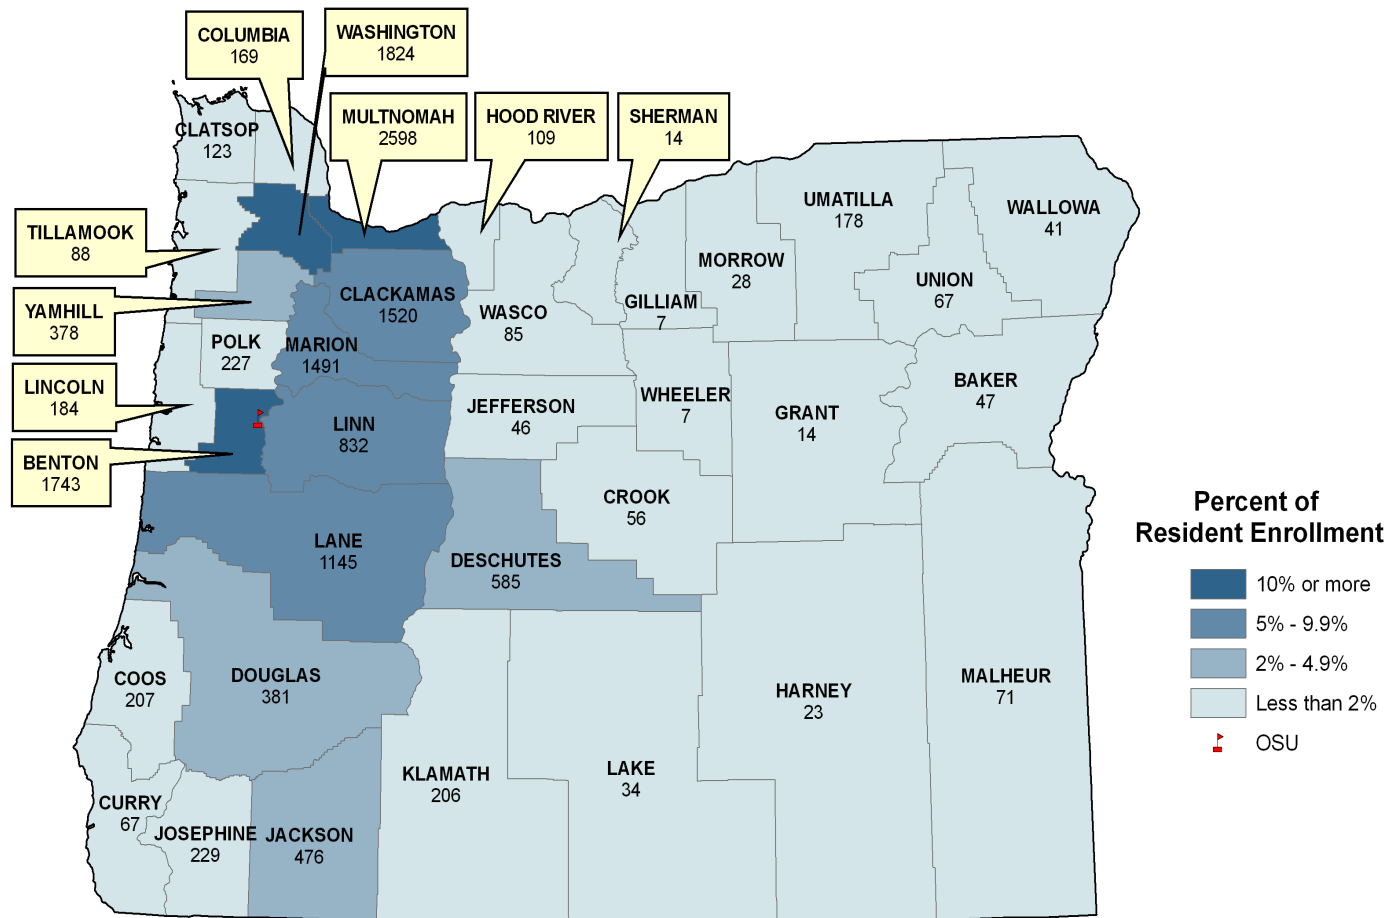 COLUMBIA
169
WASHINGTON
1824
MULTNOMAH
2598
HOOD RIVER
109
SHERMAN
14
CLATSOP
123
TILLAMOOK
88
YAMHILL
378
LINCOLN
184
BENTON
1743
POLK
227
MARION
1491
CLACKAMAS
1520
LINN
832
LANE
1145
WASCO
85
JEFFERSON
46
GILLIAM
7
WHEELER
7
MORROW
28
UMATILLA
178
UNION
67
WALLOWA
41
BAKER
47
GRANT
14
CROOK
56
DESCHUTES
585
DOUGLAS
381
COOS
207
CURRY
67
JOSEPHINE
229
JACKSON
476
KLAMATH
206
LAKE
34
HARNEY
23
MALHEUR
71
Percent of
Resident Enrollment
10% or more
5% - 9.9%
2% - 4.9%
Less than 2%
OSU